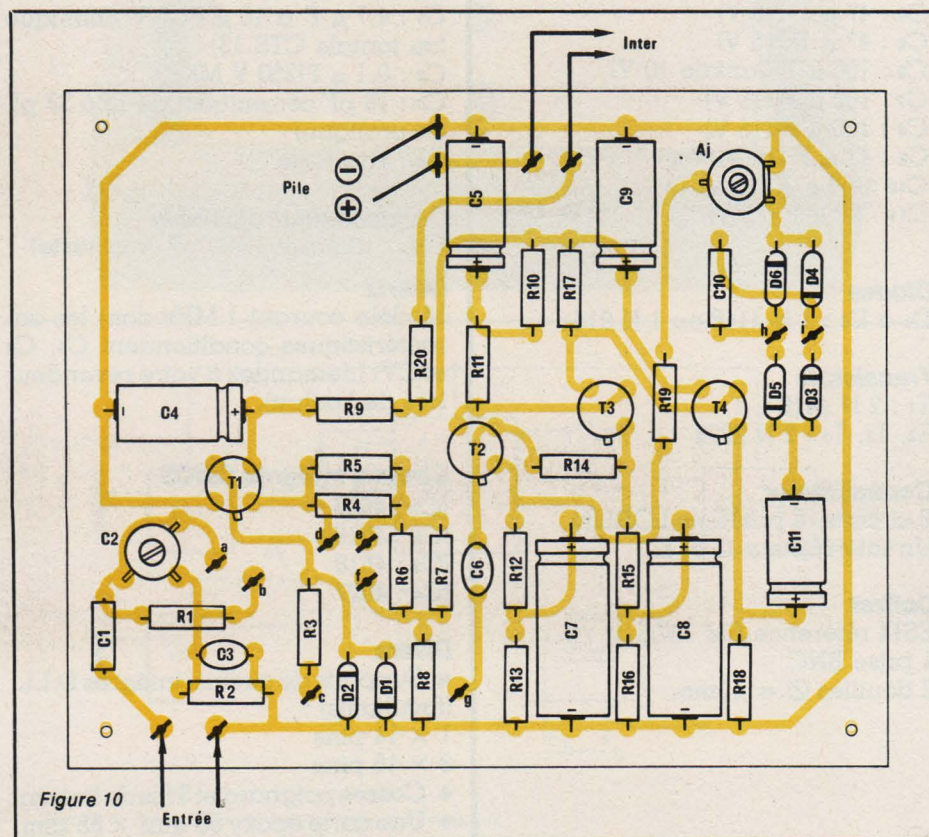 Inter
Aj
Pile
−
+
C5
C9
R10
R17
C10
D6
D4
h
i
R20
R11
R19
D5
D3
C4
R9
T3
T4
T2
T1
R5
R14
R4
C11
C2
a
d
e
b
f
R6
R7
C6
R12
R15
C1
R1
R3
C7
C8
C3
R2
c
D2
D1
R8
g
R13
R16
R18
Figure 10
Entrée